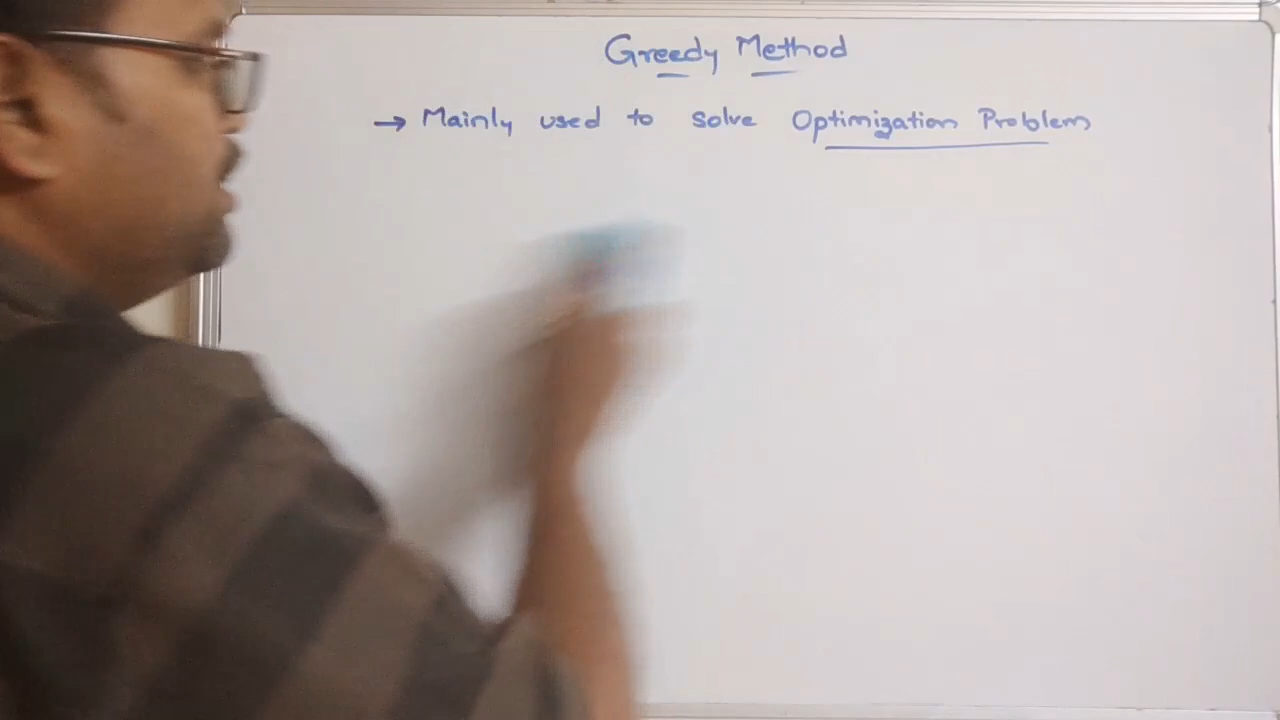 Greedy Method
→ Mainly used to solve Optimization Problem